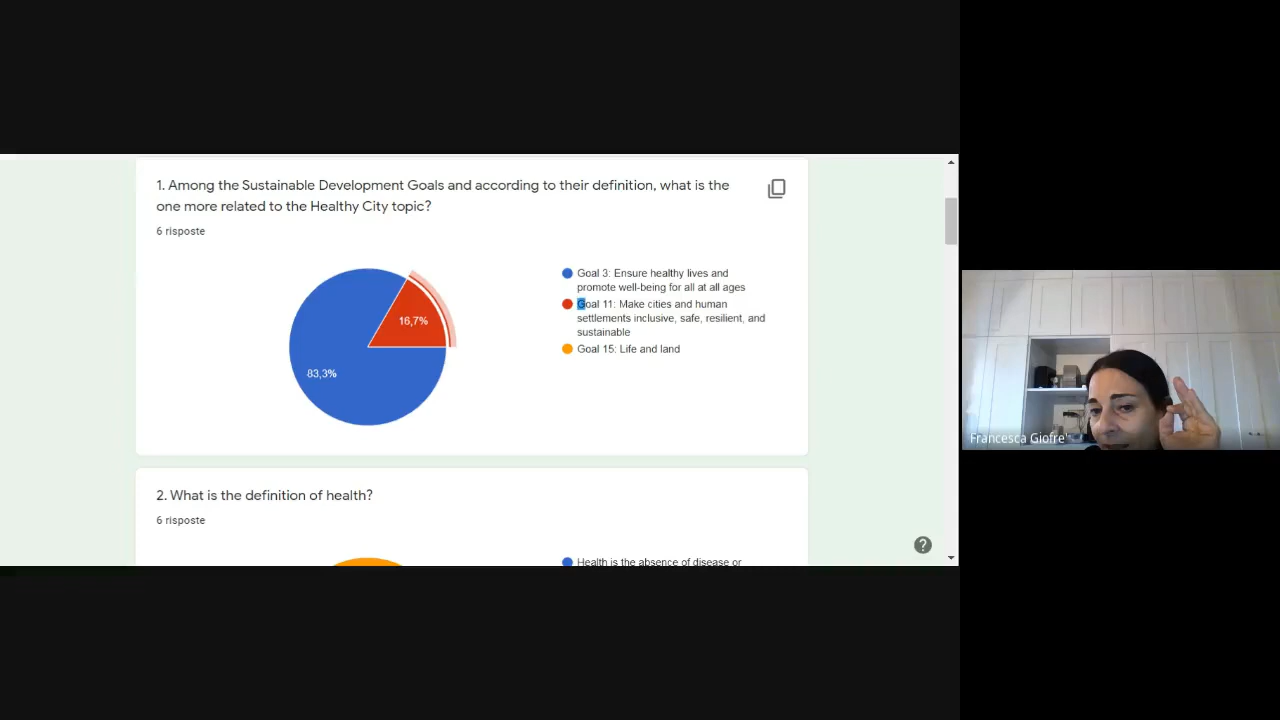 1. Among the Sustainable Development Goals and according to their definition, what is the
one more related to the Healthy City topic?
6 risposte
Goal 3: Ensure healthy lives and
promote well-being for all at all ages
Goal 11: Make cities and human
settlements inclusive, safe, resilient, and
sustainable
Goal 15: Life and land
16,7%
83,3%
2. What is the definition of health?
6 risposte
Health is the absence of disease or
Francesca Giofre'